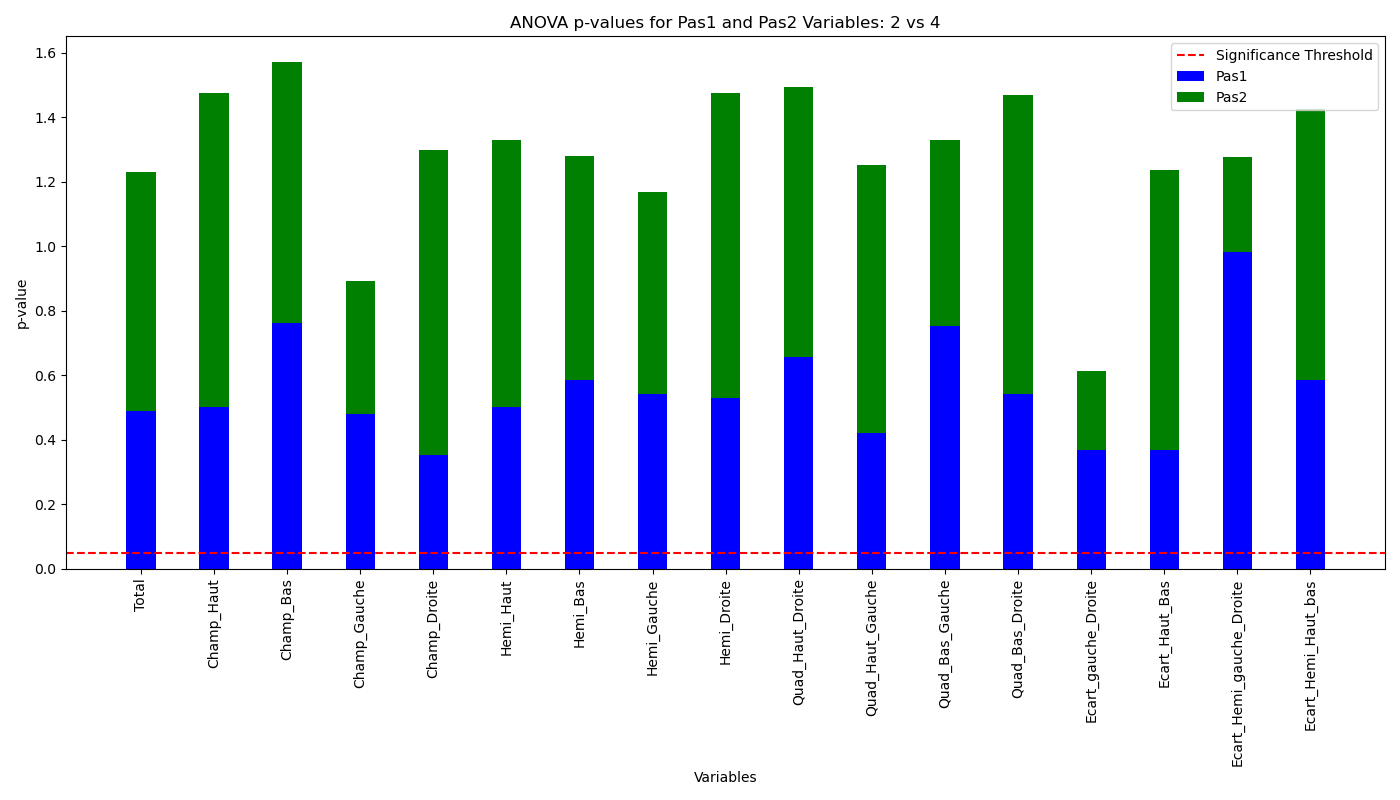 ANOVA p-values for Pas1 and Pas2 Variables: 2 vs 4
Significance Threshold
Pas1
Pas2
p-value
1.6
1.4
1.2
1.0
0.8
0.6
0.4
0.2
0.0
Total
Champ_Haut
Champ_Bas
Champ_Gauche
Champ_Droite
Hemi_Haut
Hemi_Bas
Hemi_Gauche
Hemi_Droite
Quad_Haut_Droite
Quad_Haut_Gauche
Quad_Bas_Gauche
Quad_Bas_Droite
Ecart_gauche_Droite
Ecart_Haut_Bas
Ecart_Hemi_gauche_Droite
Ecart_Hemi_Haut_bas
Variables